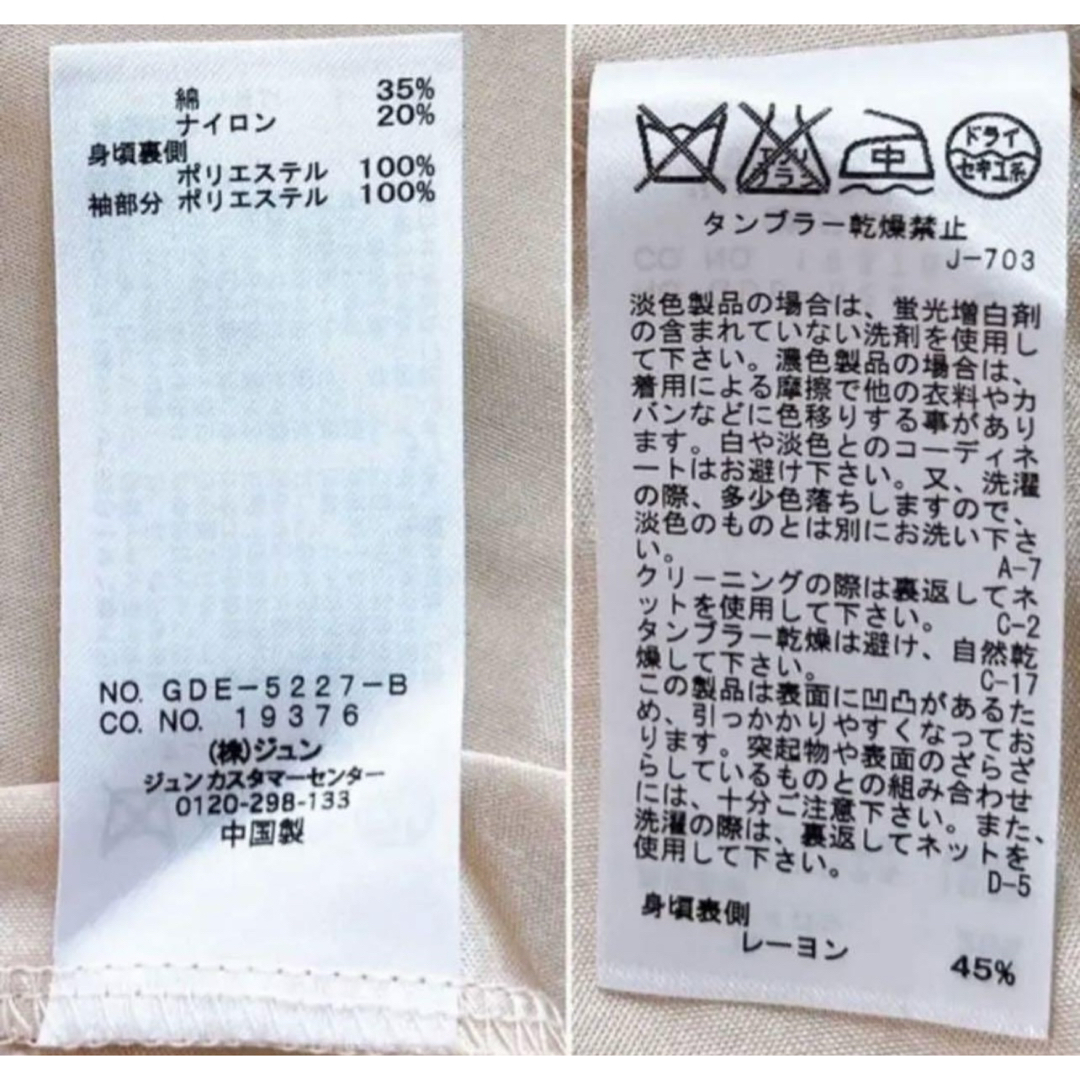 綿 35%
ナイロン 20%
身頃裏側
ポリエステル 100%
袖部分 ポリエステル 100%
NO. GDE-5227-B
CO. NO. 19376
(株)ジュン
ジュン カスタマーセンター
0120-298-133
中国製
エンソ
サラシ
中
ドライ
セキユ系
タンブラー乾燥禁止
J-703
淡色製品の場合は、蛍光増白剤
の含まれていない洗剤を使用し
て下さい。濃色製品の場合は、
着用による摩擦で他の衣料やカ
バンなどに色移りする事があり
ます。白や淡色とのコーディネ
ートはお避け下さい。又、洗濯
の際、多少色落ちしますので、
淡色のものとは別にお洗い下さ
い。 A-7
クリーニングの際は裏返してネ
ットを使用して下さい。 C-2
タンブラー乾燥は避け、自然乾
燥して下さい。 C-17
この製品は表面に凹凸があるた
め、引っかかりやすくなってお
ります。突起物や表面のざらざ
らしているものとの組み合わせ
には、十分ご注意下さい。また、
洗濯の際は、裏返してネットを
使用して下さい。 D-5
身頃表側
レーヨン 45%